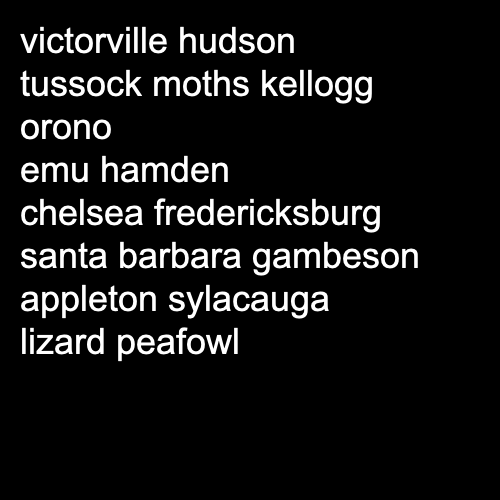 victorville hudson
tussock moths kellogg
orono
emu hamden
chelsea fredericksburg
santa barbara gambeson
appleton sylacauga
lizard peafowl